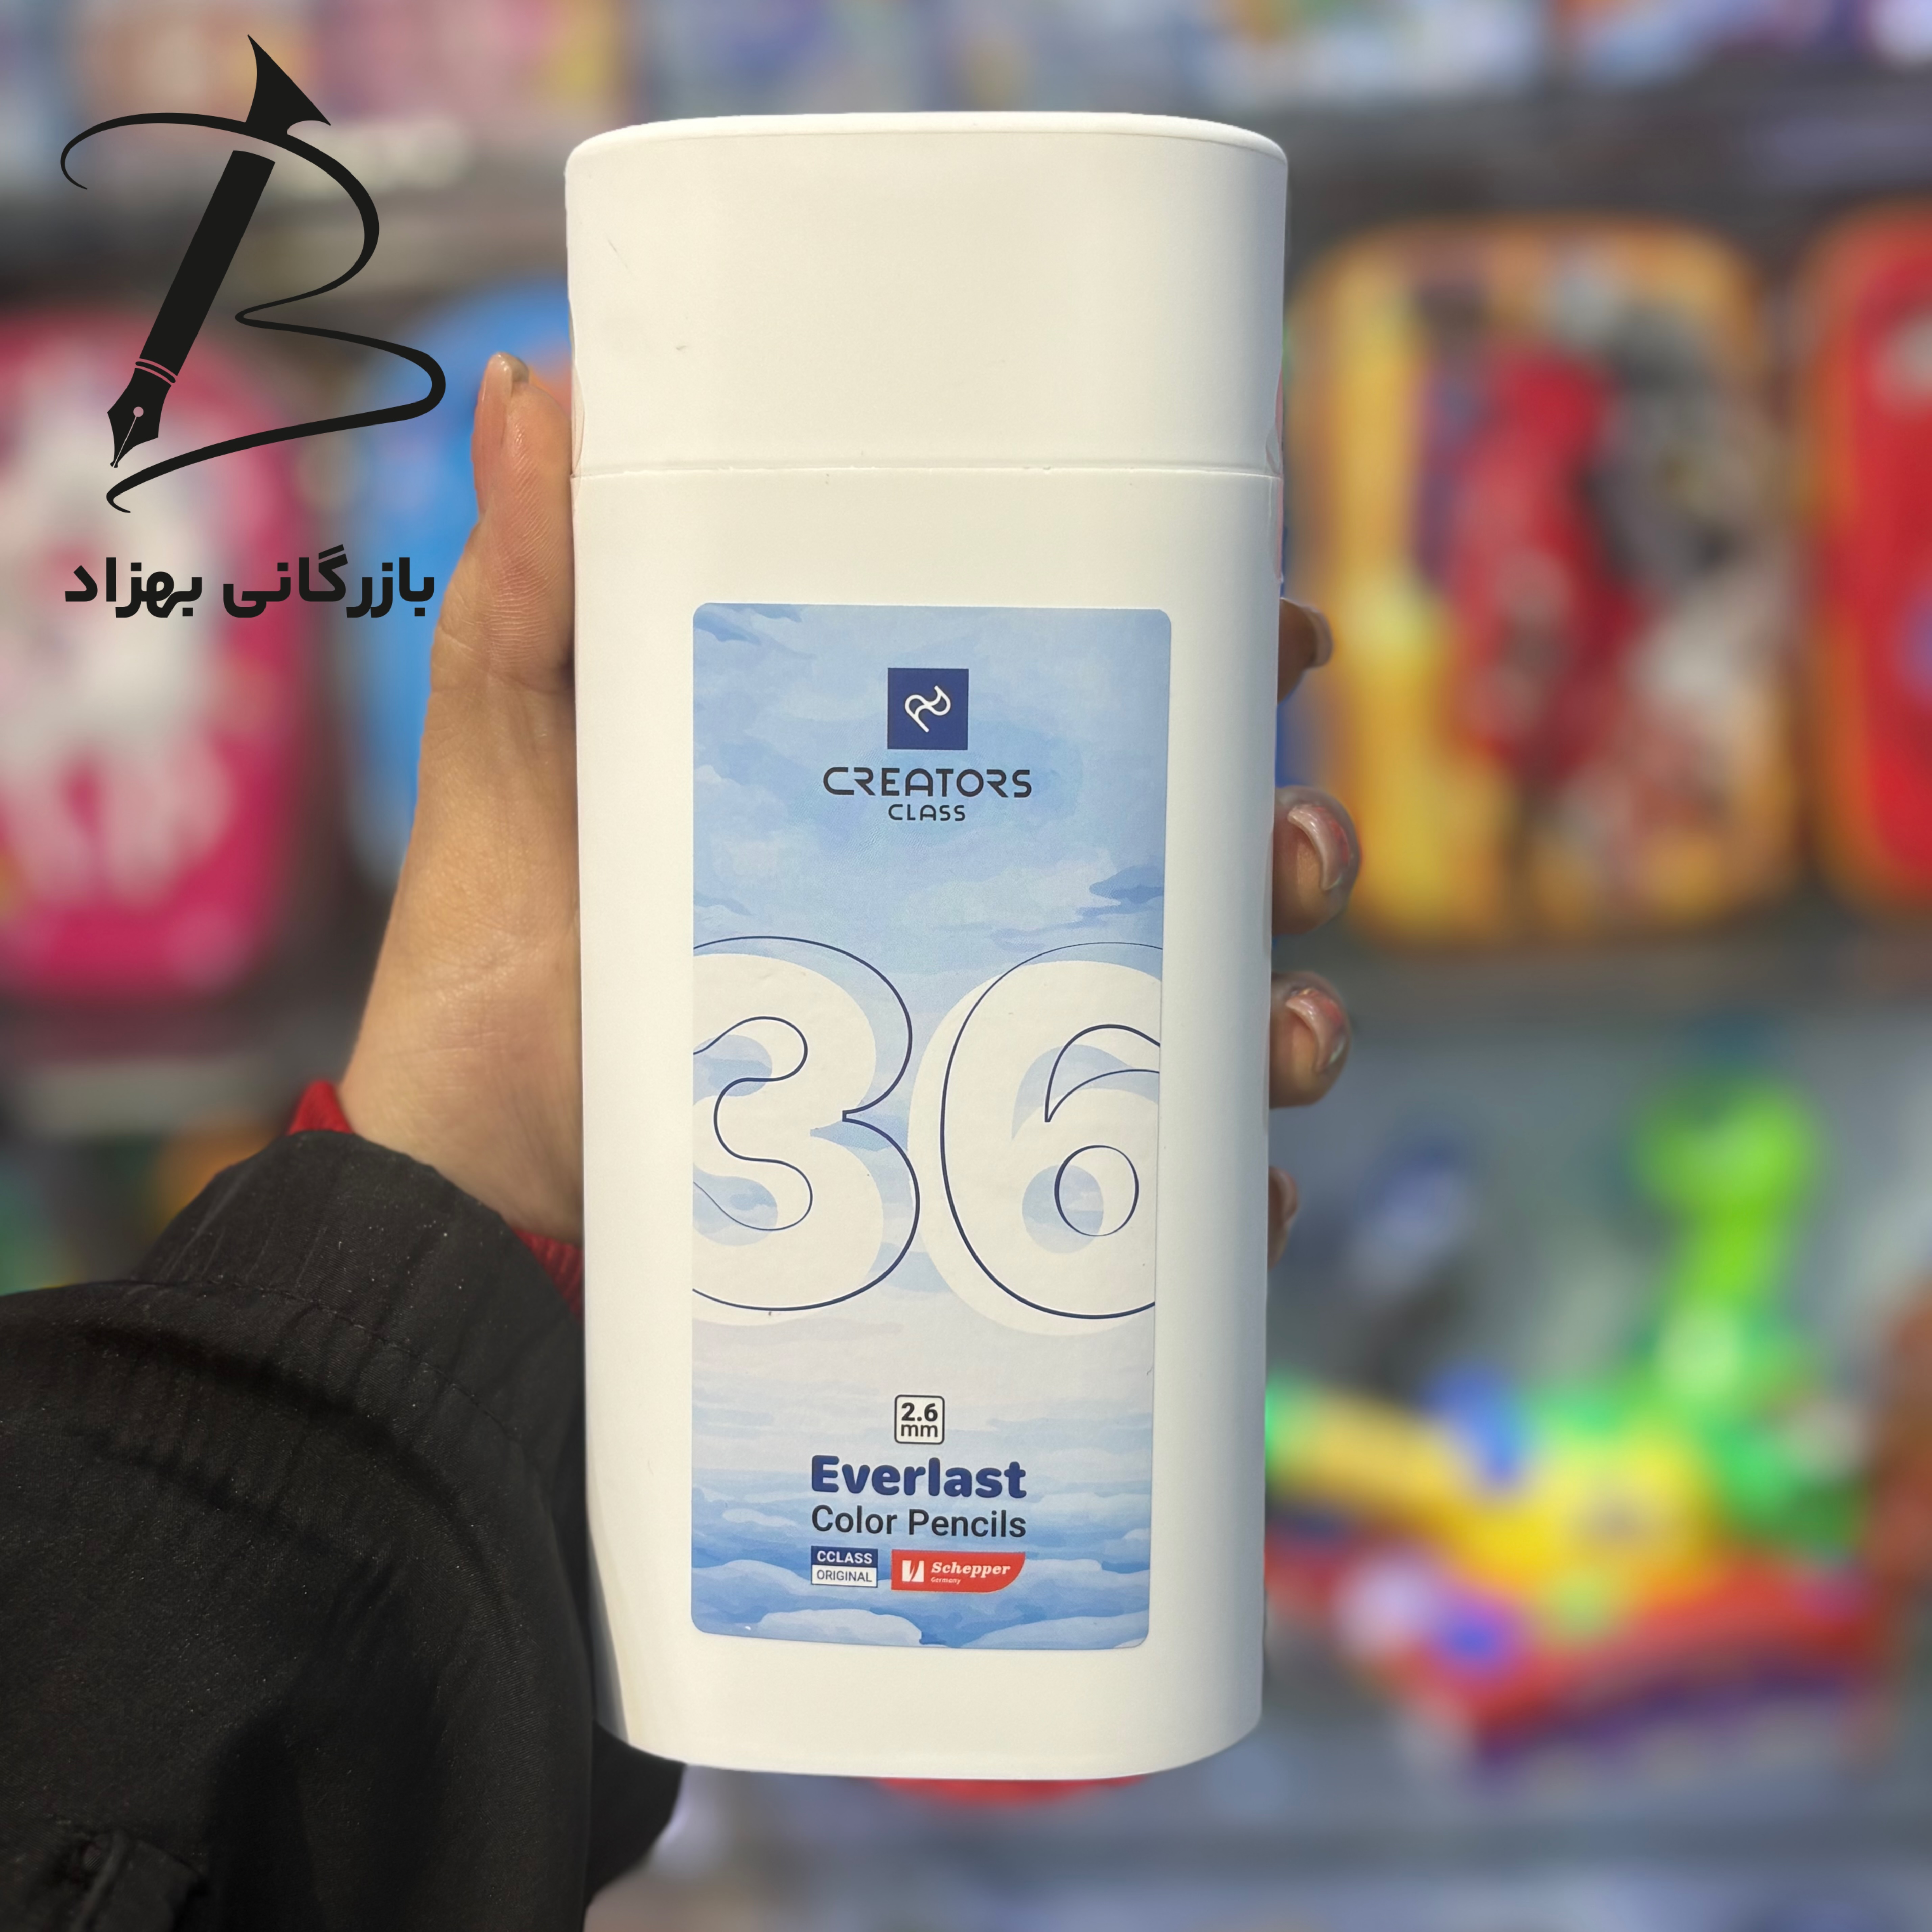 بازرگانی بهزاد
CREATORS
CLASS
36
2.6
mm
Everlast
Color Pencils
CCLASS
ORIGINAL
Schepper
Germany